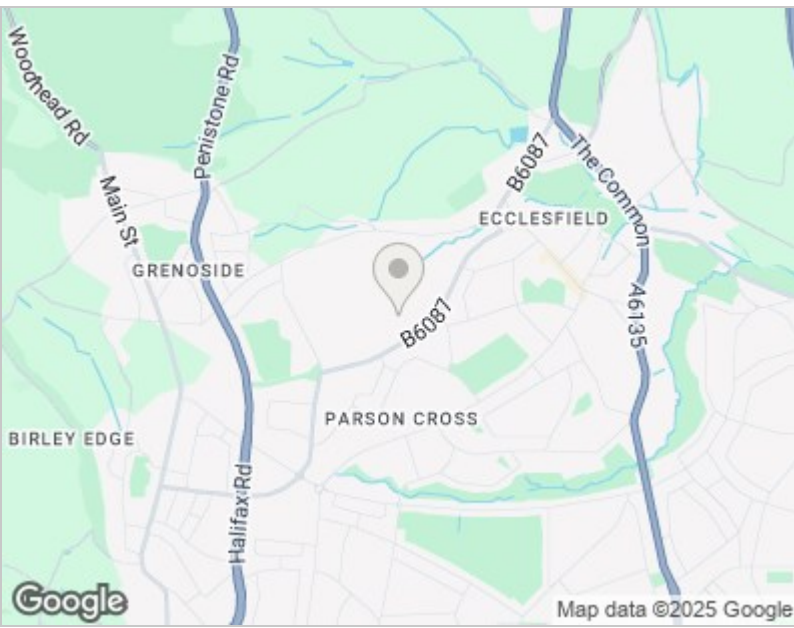 Woodhead Rd
Penistone Rd
Main St
B6087
The Common
ECCLESFIELD
GRENOSIDE
B6087
A6135
PARSON CROSS
BIRLEY EDGE
Halifax Rd
Google
Map data ©2025 Google